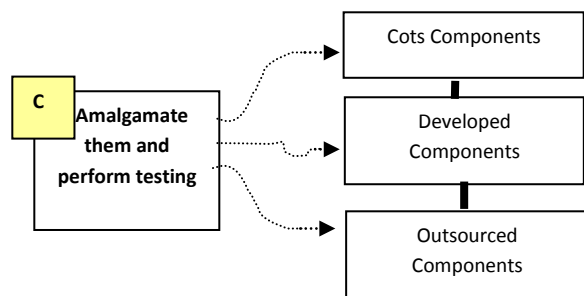 C
Amalgamate
them and
perform testing
Cots Components
Developed
Components
Outsourced
Components